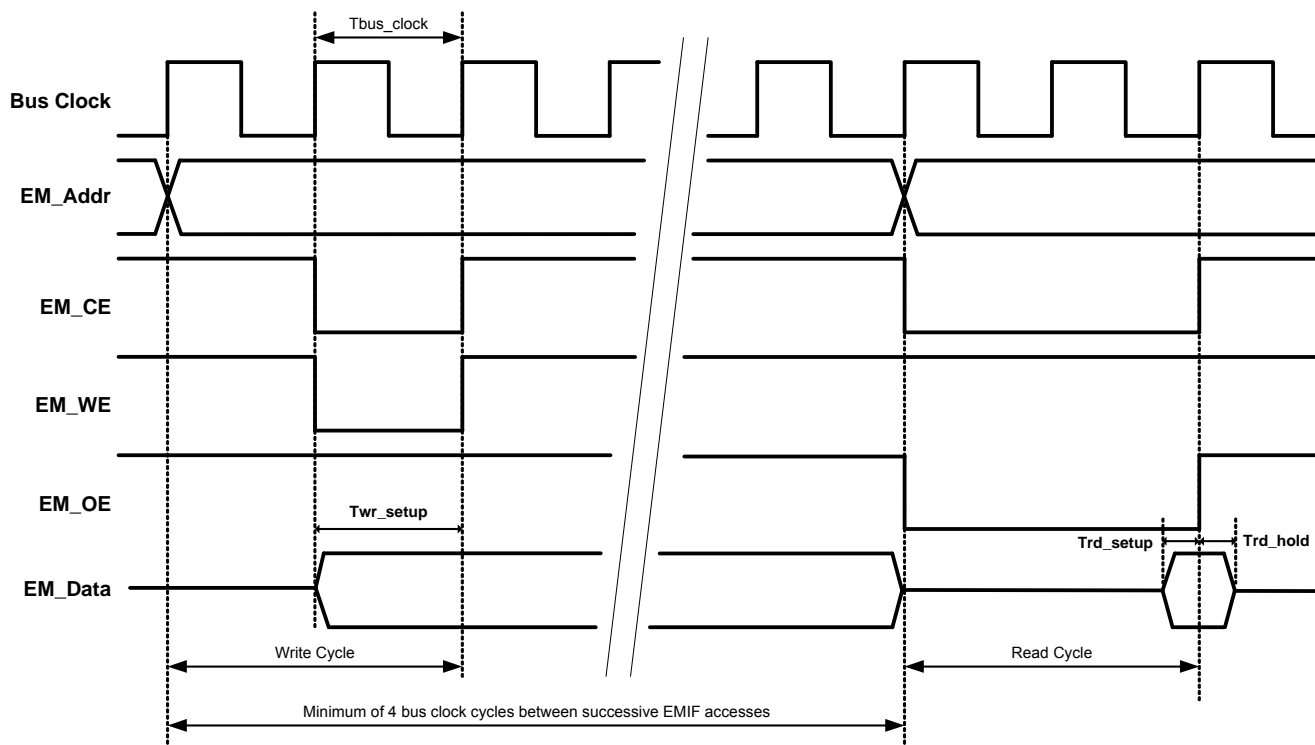 Tbus_clock
Bus Clock
EM_Addr
EM_CE
EM_WE
EM_OE
Twr_setup
Trd_setup
Trd_hold
EM_Data
Write Cycle
Read Cycle
Minimum of 4 bus clock cycles between successive EMIF accesses